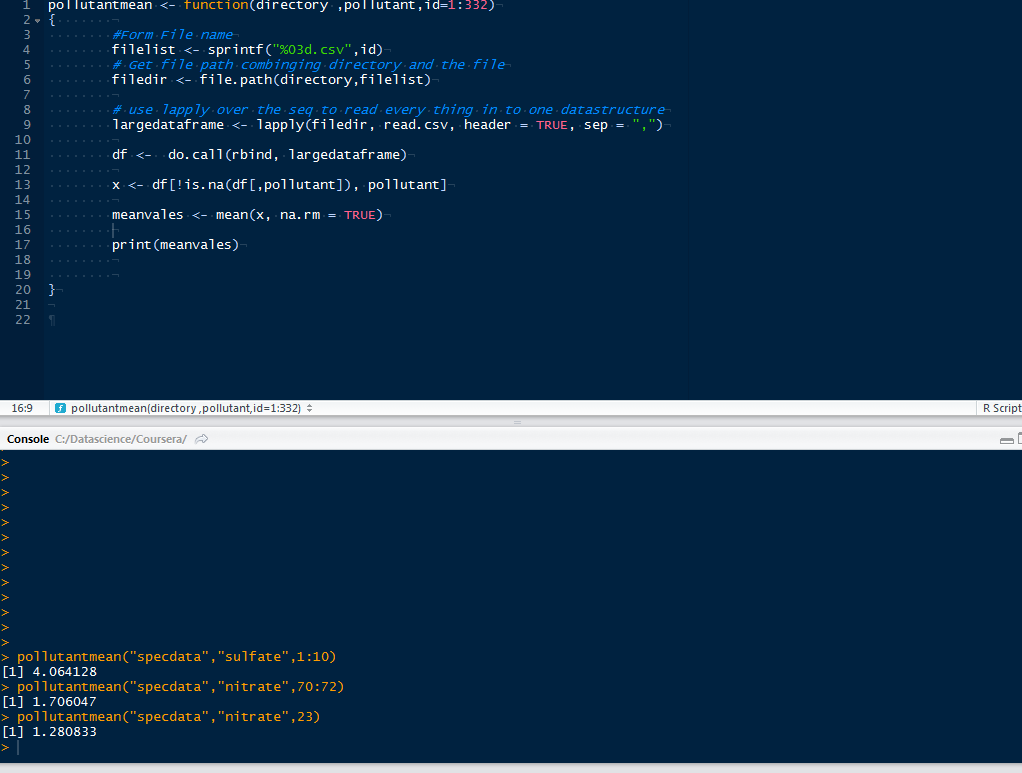 1 pollutantmean <- function(directory ,pollutant,id=1:332)
2 {
3 #Form File name
4 filelist <- sprintf("%03d.csv",id)
5 # Get file path combinging directory and the file
6 filedir <- file.path(directory,filelist)
7
8 # use lapply over the seq to read every thing in to one datastructure
9 largedataframe <- lapply(filedir, read.csv, header = TRUE, sep = ",")
10
11 df <-  do.call(rbind, largedataframe)
12
13 x <- df[!is.na(df[,pollutant]), pollutant]
14
15 meanvales <- mean(x, na.rm = TRUE)
16
17 print(meanvales)
18
19
20 }
21
22
16:9 pollutantmean(directory ,pollutant,id=1:332) R Script
Console C:/Datascience/Coursera/
>
>
>
>
>
>
>
>
>
>
>
>
>
> pollutantmean("specdata","sulfate",1:10)
[1] 4.064128
> pollutantmean("specdata","nitrate",70:72)
[1] 1.706047
> pollutantmean("specdata","nitrate",23)
[1] 1.280833
>